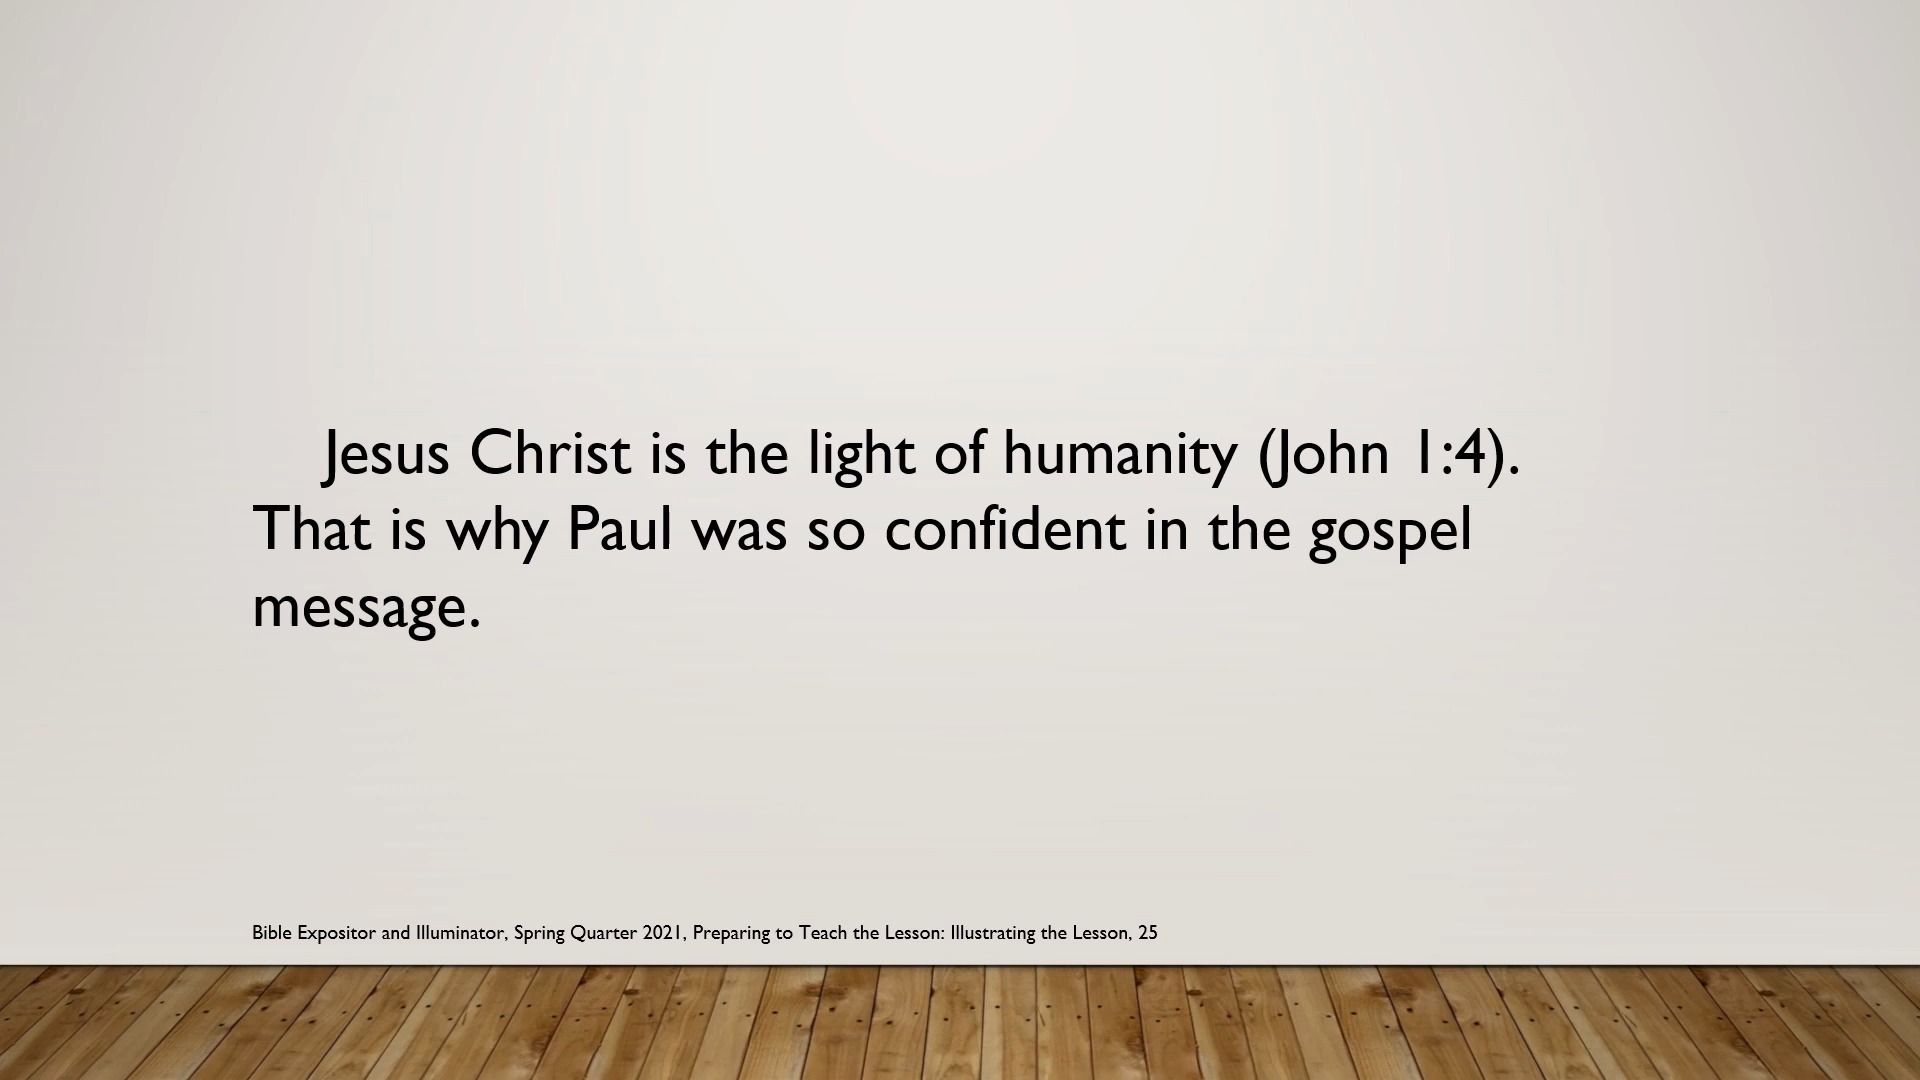 Jesus Christ is the light of humanity (John 1:4).
That is why Paul was so confident in the gospel
message.
Bible Expositor and Illuminator, Spring Quarter 2021, Preparing to Teach the Lesson: Illustrating the Lesson, 25